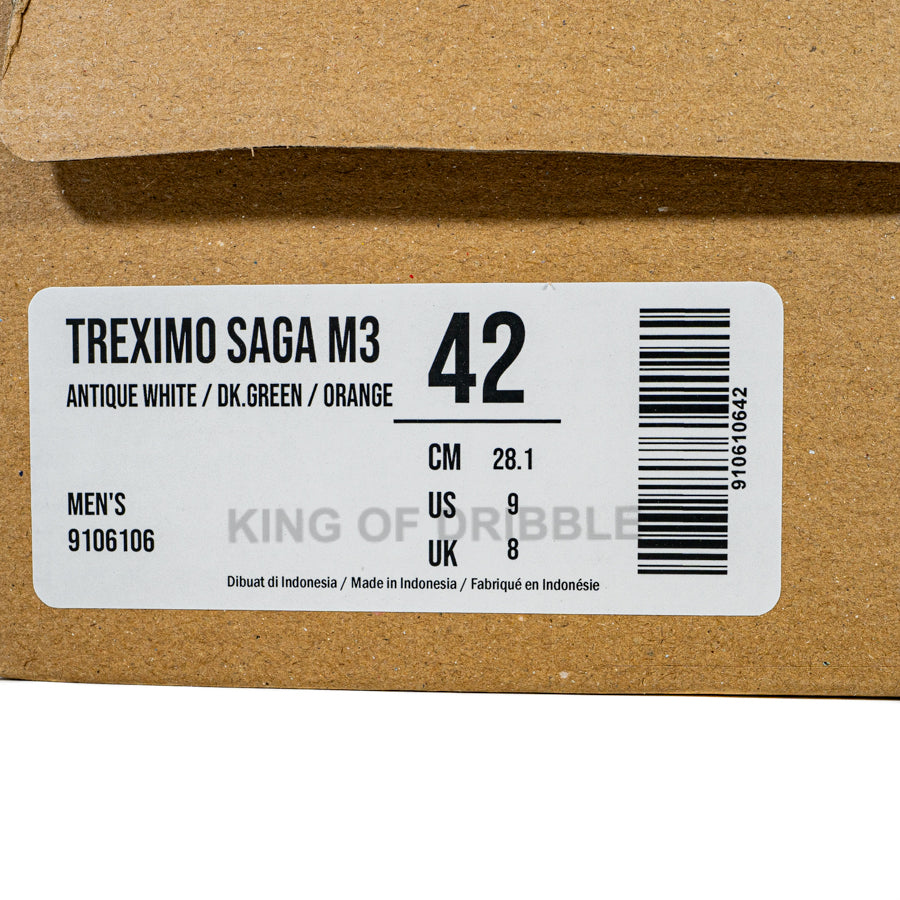 TREXIMO SAGA M3
ANTIQUE WHITE / DK.GREEN / ORANGE
MEN'S
9106106
42
CM 28.1
US 9
UK 8
KING OF DRIBBLE
Dibuat di Indonesia / Made in Indonesia / Fabriqué en Indonésie
910610642